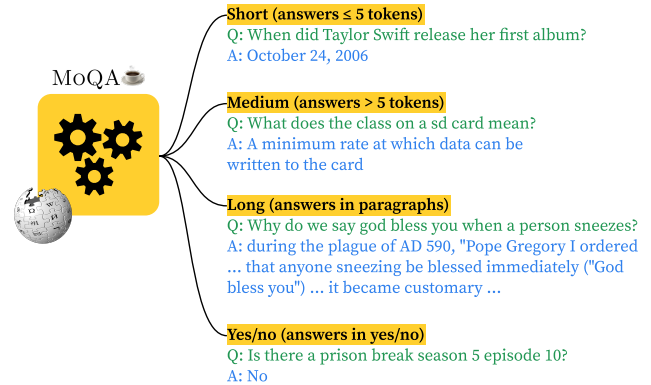 MoQA
Short (answers ≤ 5 tokens)
Q: When did Taylor Swift release her first album?
A: October 24, 2006
Medium (answers > 5 tokens)
Q: What does the class on a sd card mean?
A: A minimum rate at which data can be
written to the card
Long (answers in paragraphs)
Q: Why do we say god bless you when a person sneezes?
A: during the plague of AD 590, "Pope Gregory I ordered
... that anyone sneezing be blessed immediately ("God
bless you") ... it became customary ...
Yes/no (answers in yes/no)
Q: Is there a prison break season 5 episode 10?
A: No